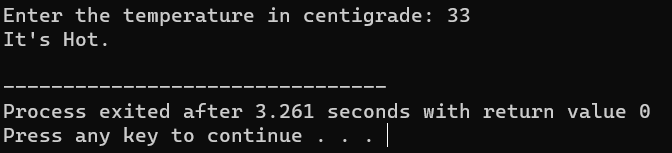 Enter the temperature in centigrade: 33
It's Hot.
--------------------------------
Process exited after 3.261 seconds with return value 0
Press any key to continue . . .